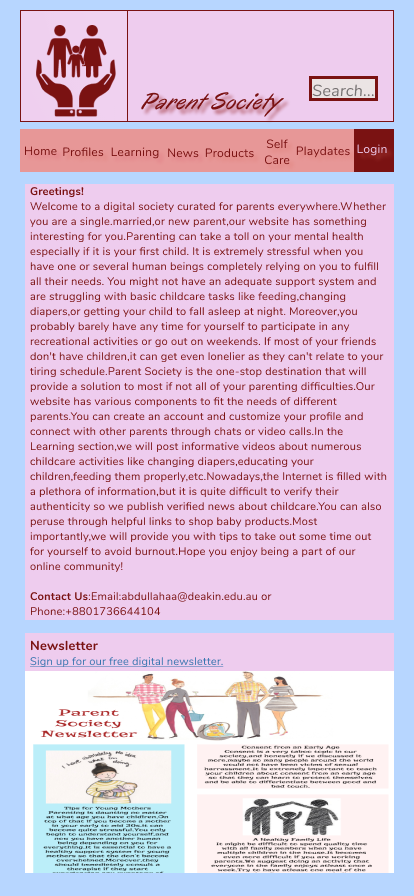 Parent Society
Search...
Home Profiles Learning News Products Self Care Playdates Login
Greetings!
Welcome to a digital society curated for parents everywhere.Whether
you are a single.married,or new parent,our website has something
interesting for you.Parenting can take a toll on your mental health
especially if it is your first child. It is extremely stressful when you
have one or several human beings completely relying on you to fulfill
all their needs. You might not have an adequate support system and
are struggling with basic childcare tasks like feeding,changing
diapers,or getting your child to fall asleep at night. Moreover,you
probably barely have any time for yourself to participate in any
recreational activities or go out on weekends. If most of your friends
don't have children,it can get even lonelier as they can't relate to your
tiring schedule.Parent Society is the one-stop destination that will
provide a solution to most if not all of your parenting difficulties.Our
website has various components to fit the needs of different
parents.You can create an account and customize your profile and
connect with other parents through chats or video calls.In the
Learning section,we will post informative videos about numerous
childcare activities like changing diapers,educating your
children,feeding them properly,etc.Nowadays,the Internet is filled with
a plethora of information,but it is quite difficult to verify their
authenticity so we publish verified news about childcare.You can also
peruse through helpful links to shop baby products.Most
importantly,we will provide you with tips to take out some time out
for yourself to avoid burnout.Hope you enjoy being a part of our
online community!
Contact Us:Email:abdullahaa@deakin.edu.au or
Phone:+8801736644104
Newsletter
Sign up for our free digital newsletter.
Parent
Society
Newsletter
Tips for Young Mothers
Parenting is daunting no matter
at what age you have children.On
top of that if you become a mother
in your early to mid 20s,it can
become quite stressful.You only
begin to understand yourself,and
now you have another human
being depending on you for
everything.It is essential to have a
healthy support system for young
mothers so that they don't become
overwhelmed.Moreover,they
should immediately consult a
therapist if they start
Consent from an Early Age
Consent is a very taboo topic in our
society,and honestly if we discussed it
more,maybe so many people around the world
would not have been victims of sexual
harrassment.It is extremely important to teach
your children about consent from an early age
so that they can learn to protect themselves
and be able to differientiate between good and
bad touch.
A Healthy Family Life
It might be difficult to spend quality time
with all family members when you have
multiple children in the house.It becomes
even more difficult if you are working
parents.We suggest doing an activity that
everyone in the family enjoys atleast once a
week.Try to have atleast one meal of the